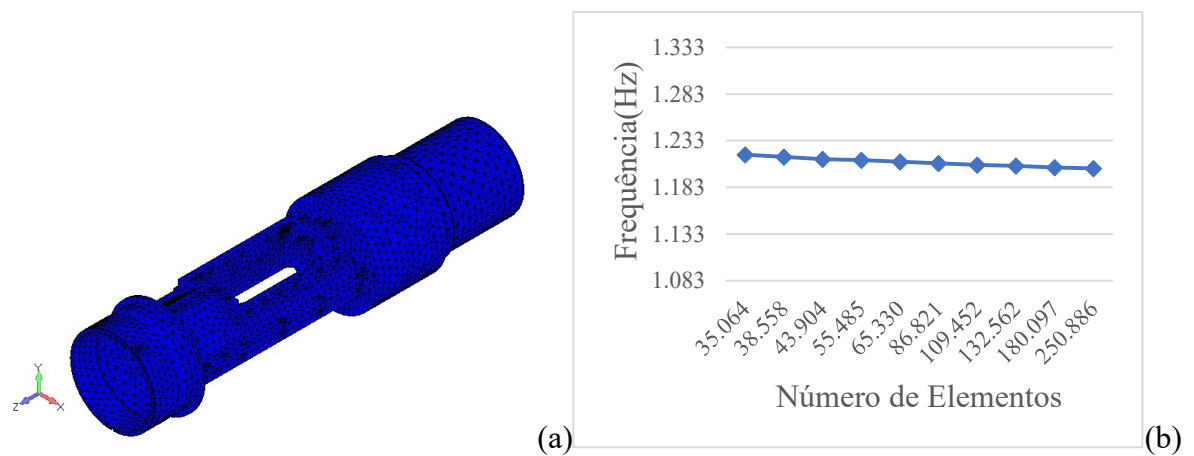 Y
Z
X
(a)
Frequência(Hz)
1.333
1.283
1.233
1.183
1.133
1.083
35.064
38.558
43.904
55.485
65.330
86.821
109.452
132.562
180.097
250.886
Número de Elementos
(b)